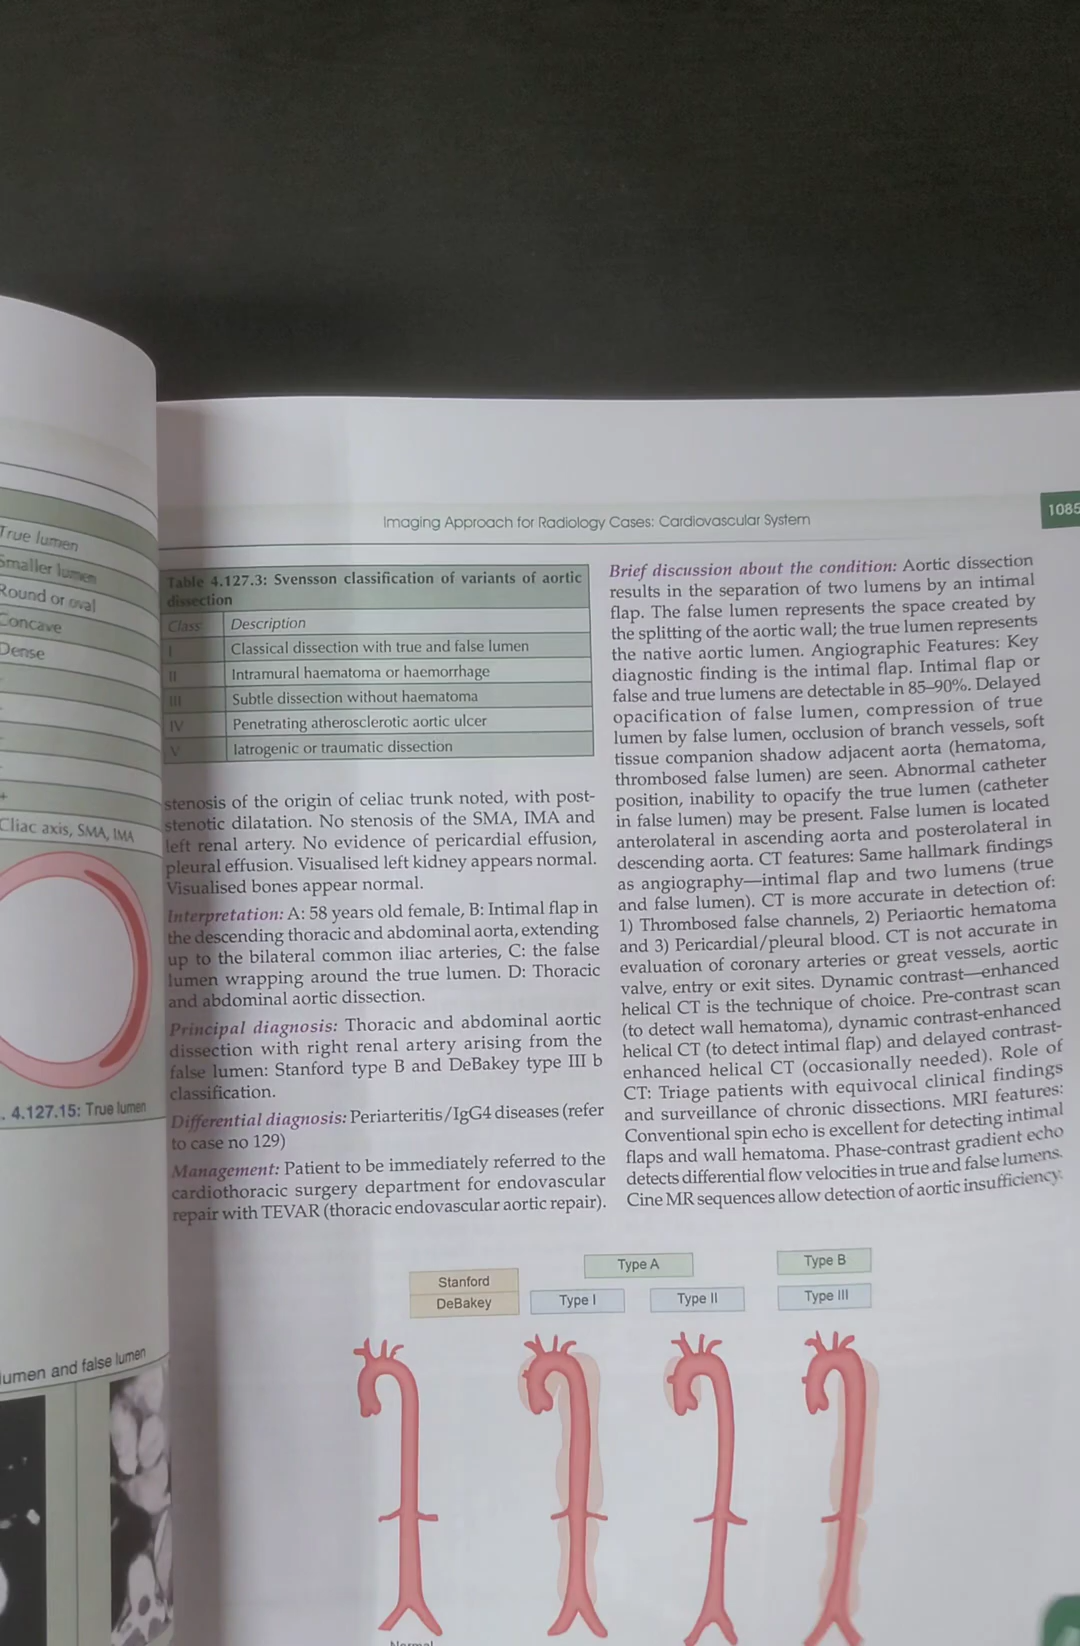 True lumen
Smaller lumen
Round or oval
Concave
Dense
-
-
-
-
+
Cliac axis, SMA, IMA
. 4.127.15: True lumen
lumen and false lumen
Imaging Approach for Radiology Cases: Cardiovascular System
1085
Table 4.127.3: Svensson classification of variants of aortic
dissection
Class Description
I Classical dissection with true and false lumen
II Intramural haematoma or haemorrhage
III Subtle dissection without haematoma
IV Penetrating atherosclerotic aortic ulcer
V Iatrogenic or traumatic dissection
stenosis of the origin of celiac trunk noted, with post-
stenotic dilatation. No stenosis of the SMA, IMA and
left renal artery. No evidence of pericardial effusion,
pleural effusion. Visualised left kidney appears normal.
Visualised bones appear normal.
Interpretation: A: 58 years old female, B: Intimal flap in
the descending thoracic and abdominal aorta, extending
up to the bilateral common iliac arteries, C: the false
lumen wrapping around the true lumen. D: Thoracic
and abdominal aortic dissection.
Principal diagnosis: Thoracic and abdominal aortic
dissection with right renal artery arising from the
false lumen: Stanford type B and DeBakey type III b
classification.
Differential diagnosis: Periarteritis/IgG4 diseases (refer
to case no 129)
Management: Patient to be immediately referred to the
cardiothoracic surgery department for endovascular
repair with TEVAR (thoracic endovascular aortic repair).
Brief discussion about the condition: Aortic dissection
results in the separation of two lumens by an intimal
flap. The false lumen represents the space created by
the splitting of the aortic wall; the true lumen represents
the native aortic lumen. Angiographic Features: Key
diagnostic finding is the intimal flap. Intimal flap or
false and true lumens are detectable in 85–90%. Delayed
opacification of false lumen, compression of true
lumen by false lumen, occlusion of branch vessels, soft
tissue companion shadow adjacent aorta (hematoma,
thrombosed false lumen) are seen. Abnormal catheter
position, inability to opacify the true lumen (catheter
in false lumen) may be present. False lumen is located
anterolateral in ascending aorta and posterolateral in
descending aorta. CT features: Same hallmark findings
as angiography—intimal flap and two lumens (true
and false lumen). CT is more accurate in detection of:
1) Thrombosed false channels, 2) Periaortic hematoma
and 3) Pericardial/pleural blood. CT is not accurate in
evaluation of coronary arteries or great vessels, aortic
valve, entry or exit sites. Dynamic contrast—enhanced
helical CT is the technique of choice. Pre-contrast scan
(to detect wall hematoma), dynamic contrast-enhanced
helical CT (to detect intimal flap) and delayed contrast-
enhanced helical CT (occasionally needed). Role of
CT: Triage patients with equivocal clinical findings
and surveillance of chronic dissections. MRI features:
Conventional spin echo is excellent for detecting intimal
flaps and wall hematoma. Phase-contrast gradient echo
detects differential flow velocities in true and false lumens.
Cine MR sequences allow detection of aortic insufficiency.
Stanford Type A Type B
DeBakey Type I Type II Type III
Normal